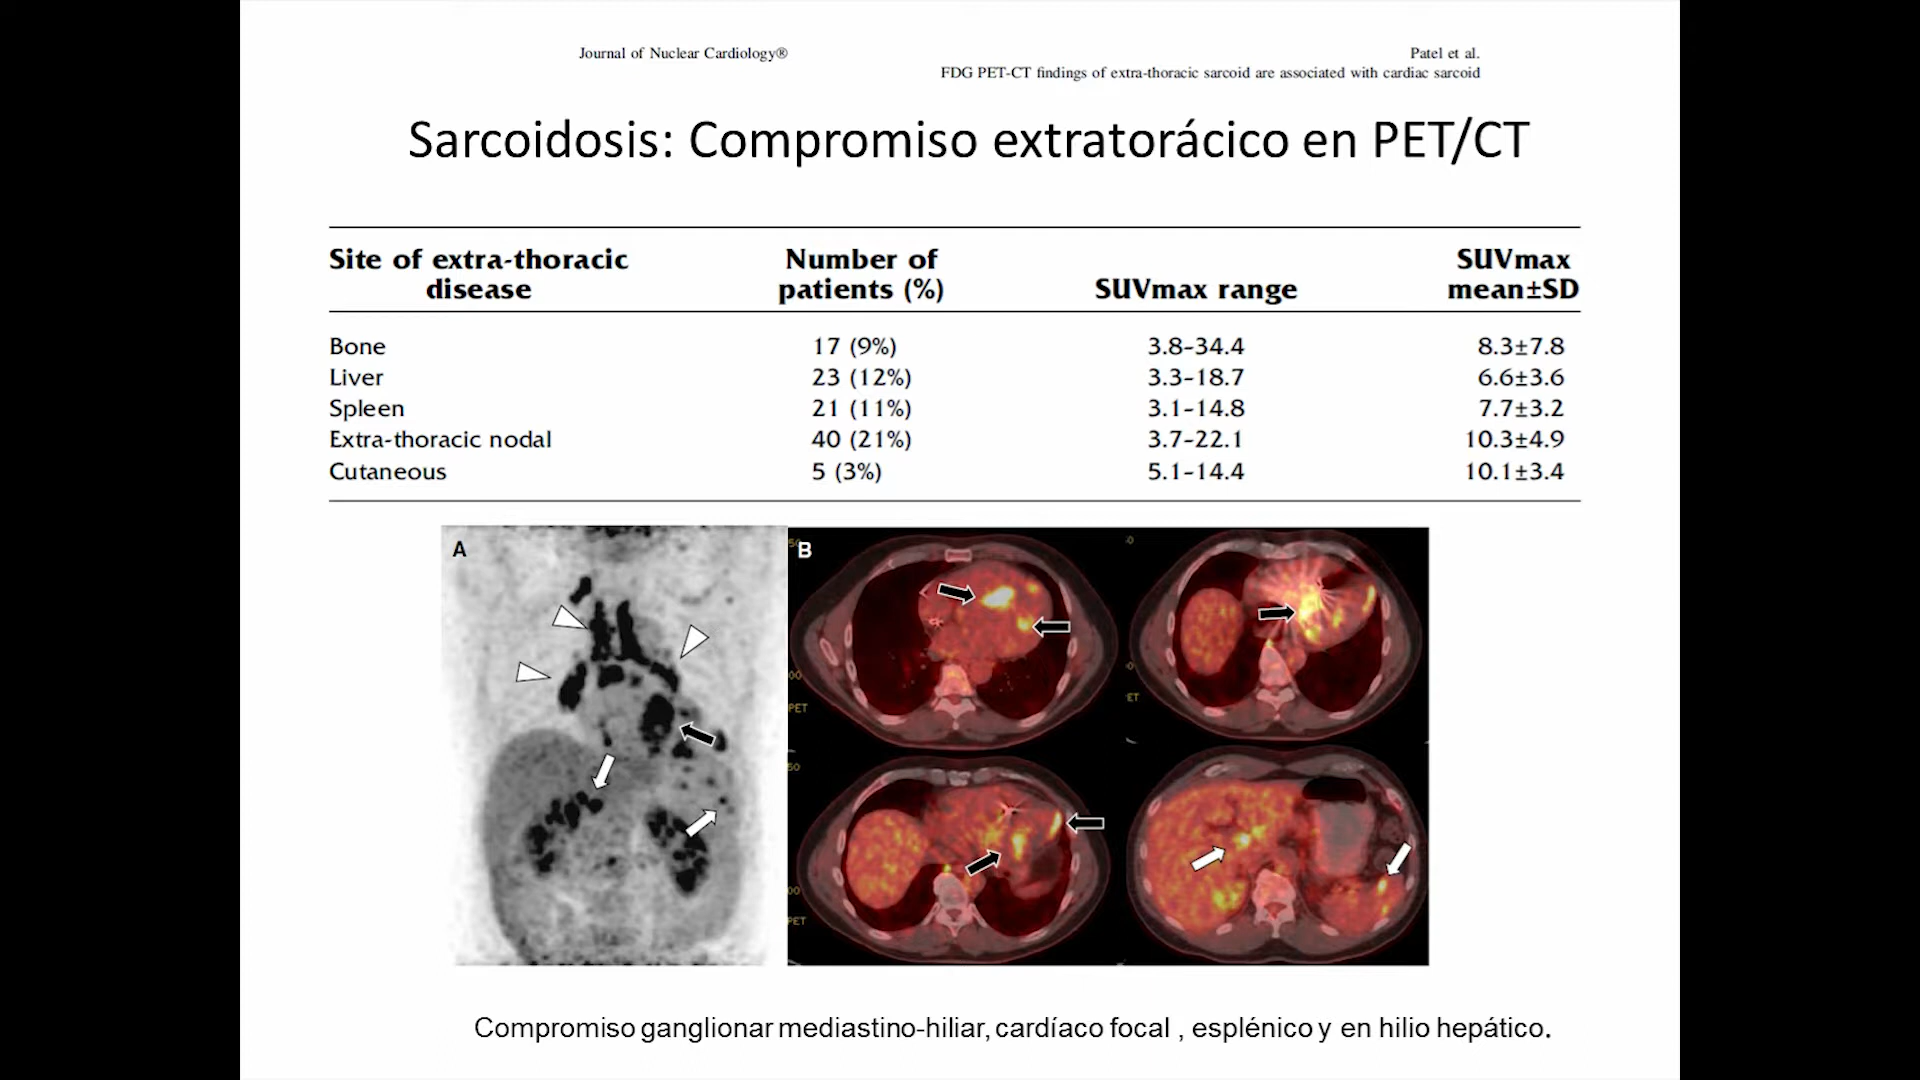 Journal of Nuclear Cardiology®
Patel et al.
FDG PET-CT findings of extra-thoracic sarcoid are associated with cardiac sarcoid
Sarcoidosis: Compromiso extratorácico en PET/CT
Site of extra-thoracic disease Number of patients (%) SUVmax range SUVmax mean±SD
Bone 17 (9%) 3.8-34.4 8.3±7.8
Liver 23 (12%) 3.3-18.7 6.6±3.6
Spleen 21 (11%) 3.1-14.8 7.7±3.2
Extra-thoracic nodal 40 (21%) 3.7-22.1 10.3±4.9
Cutaneous 5 (3%) 5.1-14.4 10.1±3.4
A
B
PET
ET
50
00
PET
Compromiso ganglionar mediastino-hiliar, cardíaco focal , esplénico y en hilio hepático.